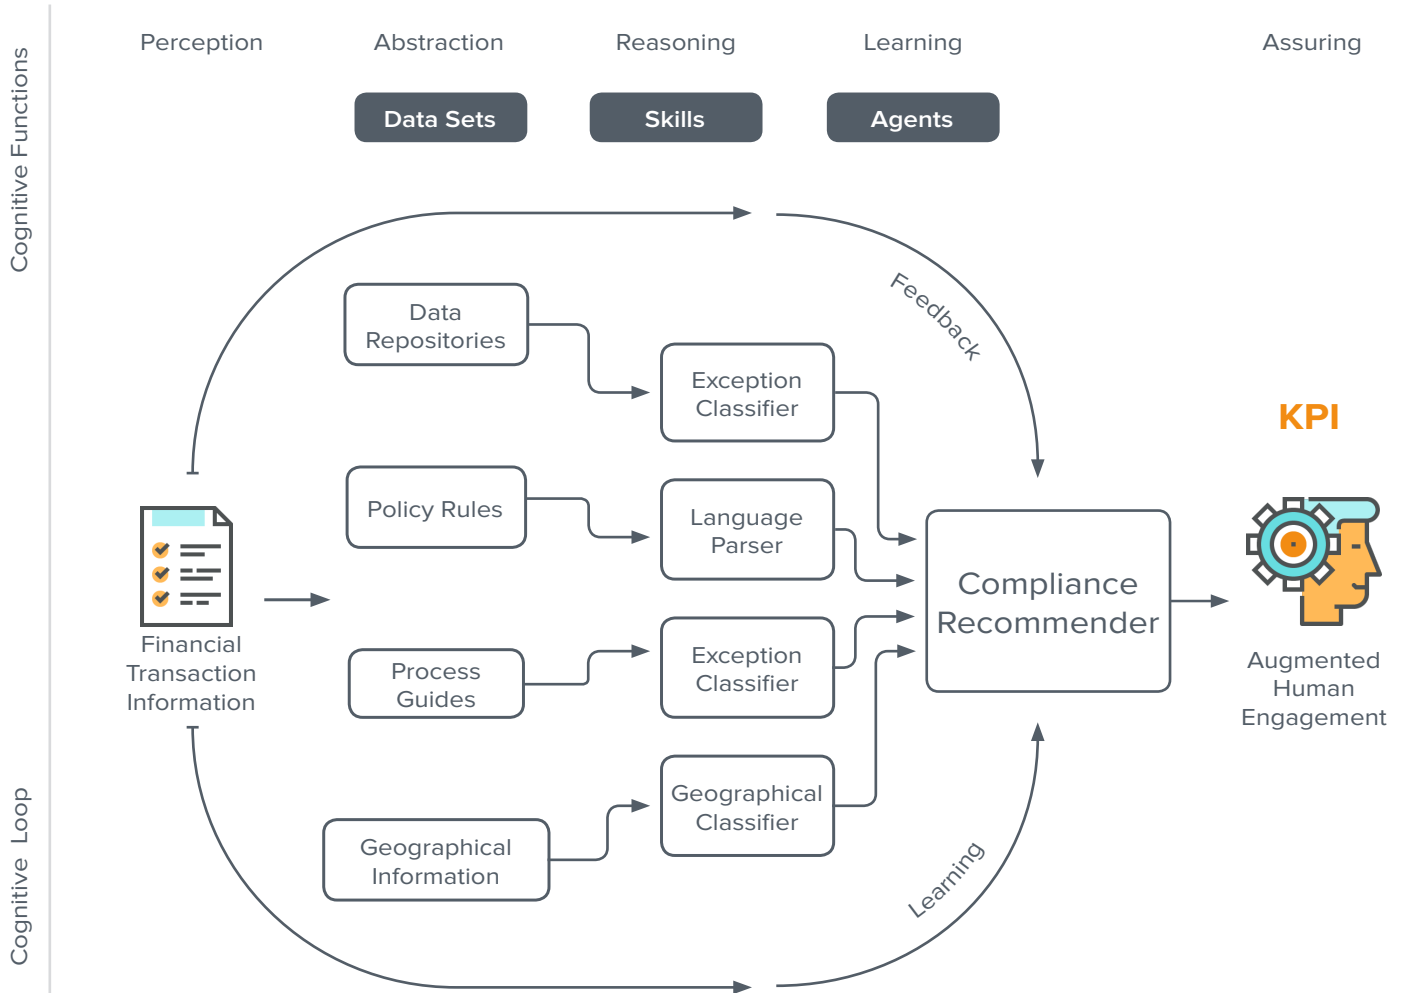 Cognitive Functions
Perception
Abstraction
Reasoning
Learning
Assuring
Data Sets
Skills
Agents
Feedback
Data
Repositories
Exception
Classifier
KPI
Policy Rules
Language
Parser
Compliance
Recommender
Financial
Transaction
Information
Process
Guides
Exception
Classifier
Augmented
Human
Engagement
Geographical
Classifier
Geographical
Information
Learning
Cognitive Loop